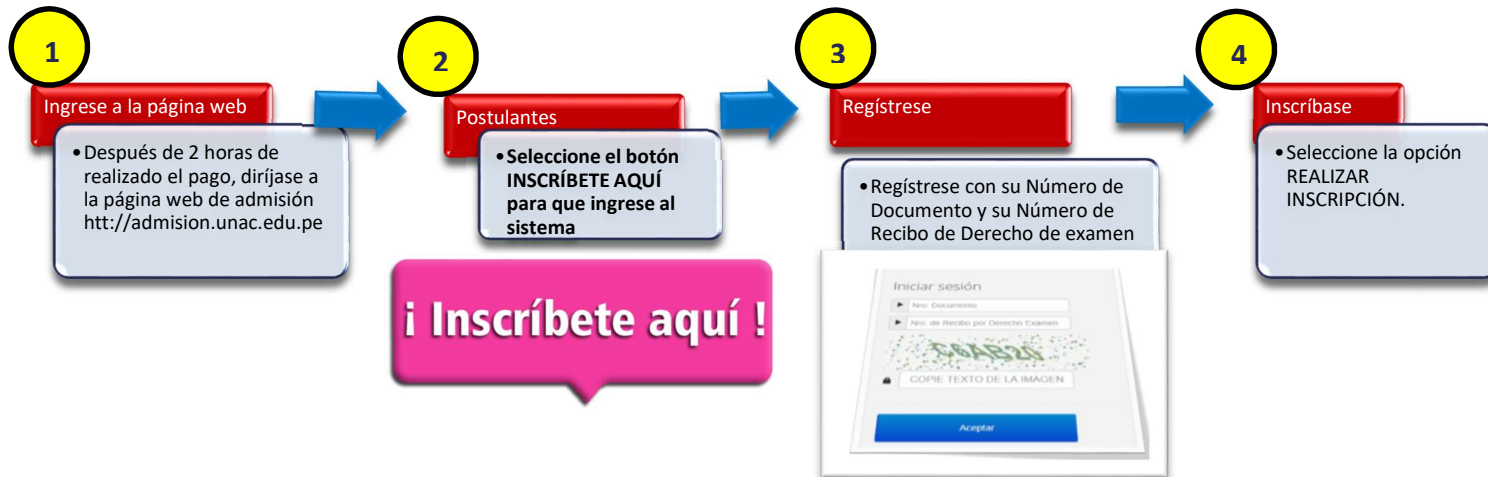 1
Ingrese a la página web
•Después de 2 horas de
realizado el pago, diríjase a
la página web de admisión
htt://admision.unac.edu.pe
2
Postulantes
•Seleccione el botón
INSCRÍBETE AQUÍ
para que ingrese al
sistema
¡ Inscríbete aquí !
3
Regístrese
•Regístrese con su Número de
Documento y su Número de
Recibo de Derecho de examen
Iniciar sesión
Nro. Documento
Nro. de Recibo por Derecho Examen
C6AB20
COPIE TEXTO DE LA IMAGEN
Aceptar
4
Inscríbase
•Seleccione la opción
REALIZAR
INSCRIPCIÓN.